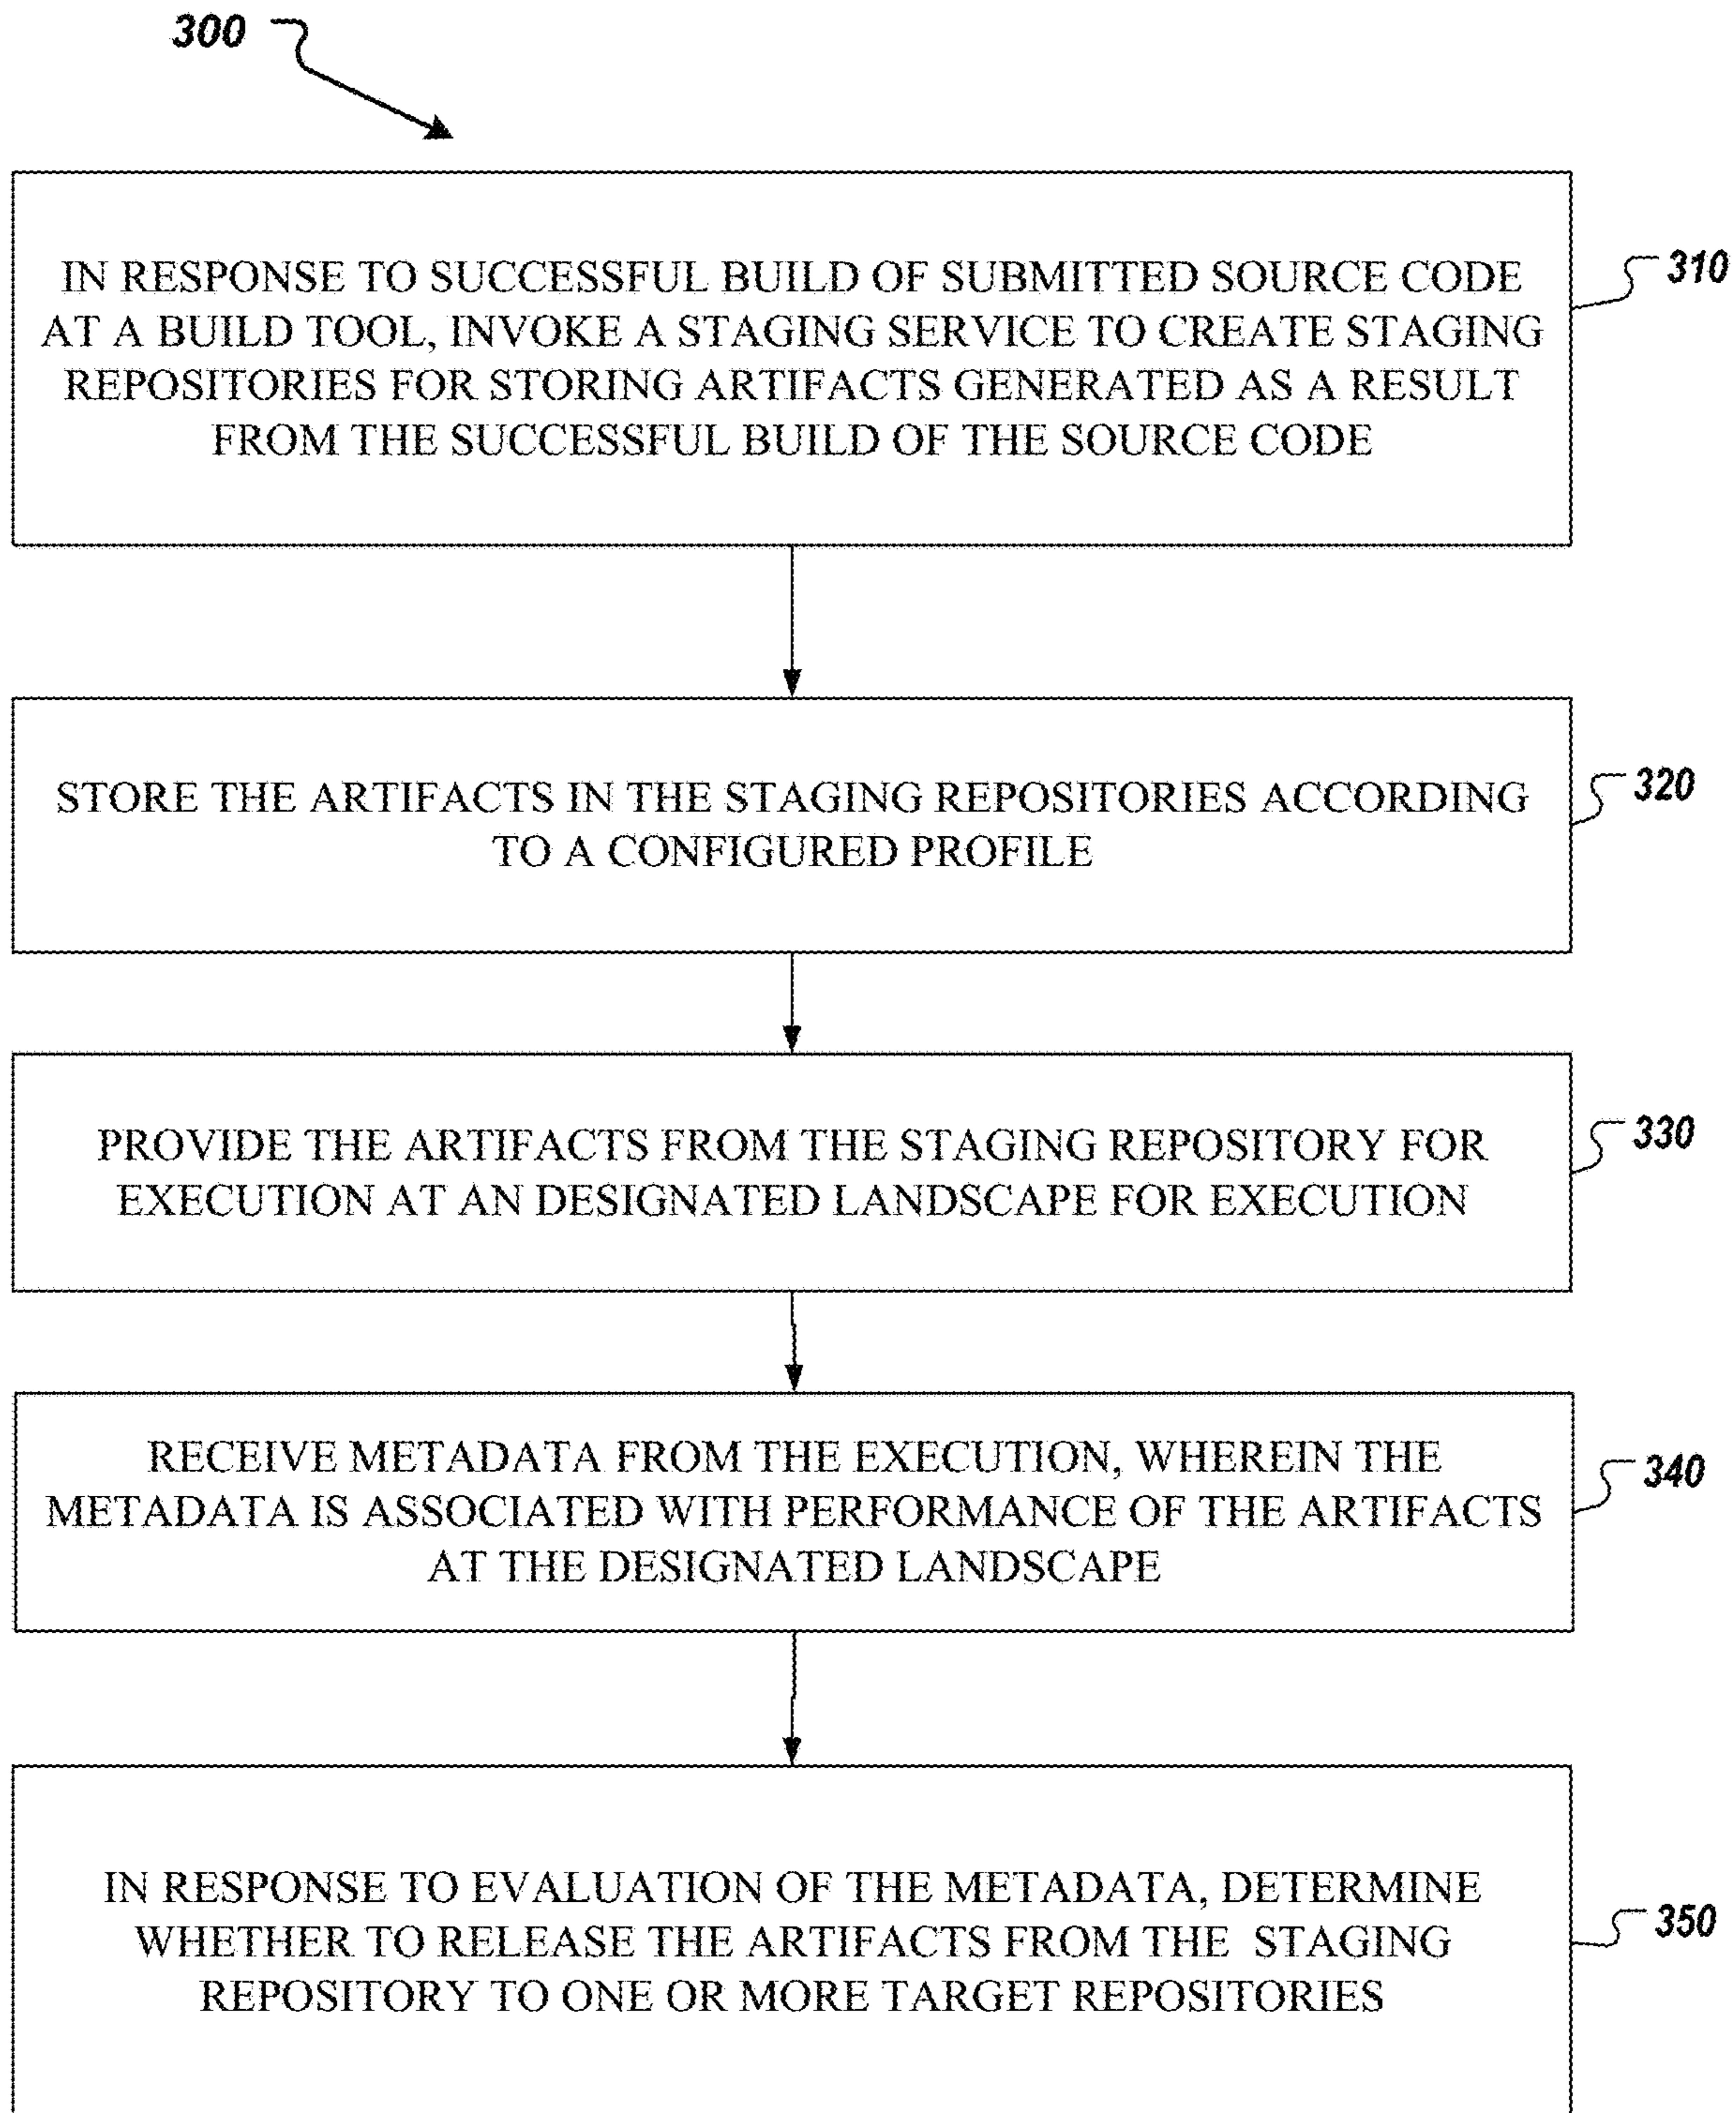 300
IN RESPONSE TO SUCCESSFUL BUILD OF SUBMITTED SOURCE CODE
AT A BUILD TOOL, INVOKE A STAGING SERVICE TO CREATE STAGING
REPOSITORIES FOR STORING ARTIFACTS GENERATED AS A RESULT
FROM THE SUCCESSFUL BUILD OF THE SOURCE CODE
310
STORE THE ARTIFACTS IN THE STAGING REPOSITORIES ACCORDING
TO A CONFIGURED PROFILE
320
PROVIDE THE ARTIFACTS FROM THE STAGING REPOSITORY FOR
EXECUTION AT AN DESIGNATED LANDSCAPE FOR EXECUTION
330
RECEIVE METADATA FROM THE EXECUTION, WHEREIN THE
METADATA IS ASSOCIATED WITH PERFORMANCE OF THE ARTIFACTS
AT THE DESIGNATED LANDSCAPE
340
IN RESPONSE TO EVALUATION OF THE METADATA, DETERMINE
WHETHER TO RELEASE THE ARTIFACTS FROM THE STAGING
REPOSITORY TO ONE OR MORE TARGET REPOSITORIES
350